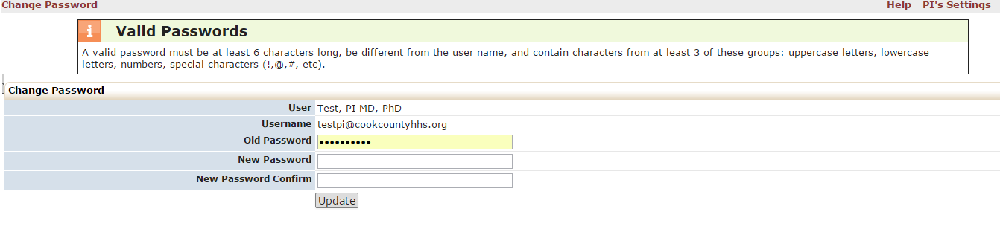 Change Password Help PI's Settings
i Valid Passwords
A valid password must be at least 6 characters long, be different from the user name, and contain characters from at least 3 of these groups: uppercase letters, lowercase
letters, numbers, special characters (!,@,#, etc).
Change Password
User Test, PI MD, PhD
Username testpi@cookcountyhhs.org
Old Password ••••••••••
New Password
New Password Confirm
Update